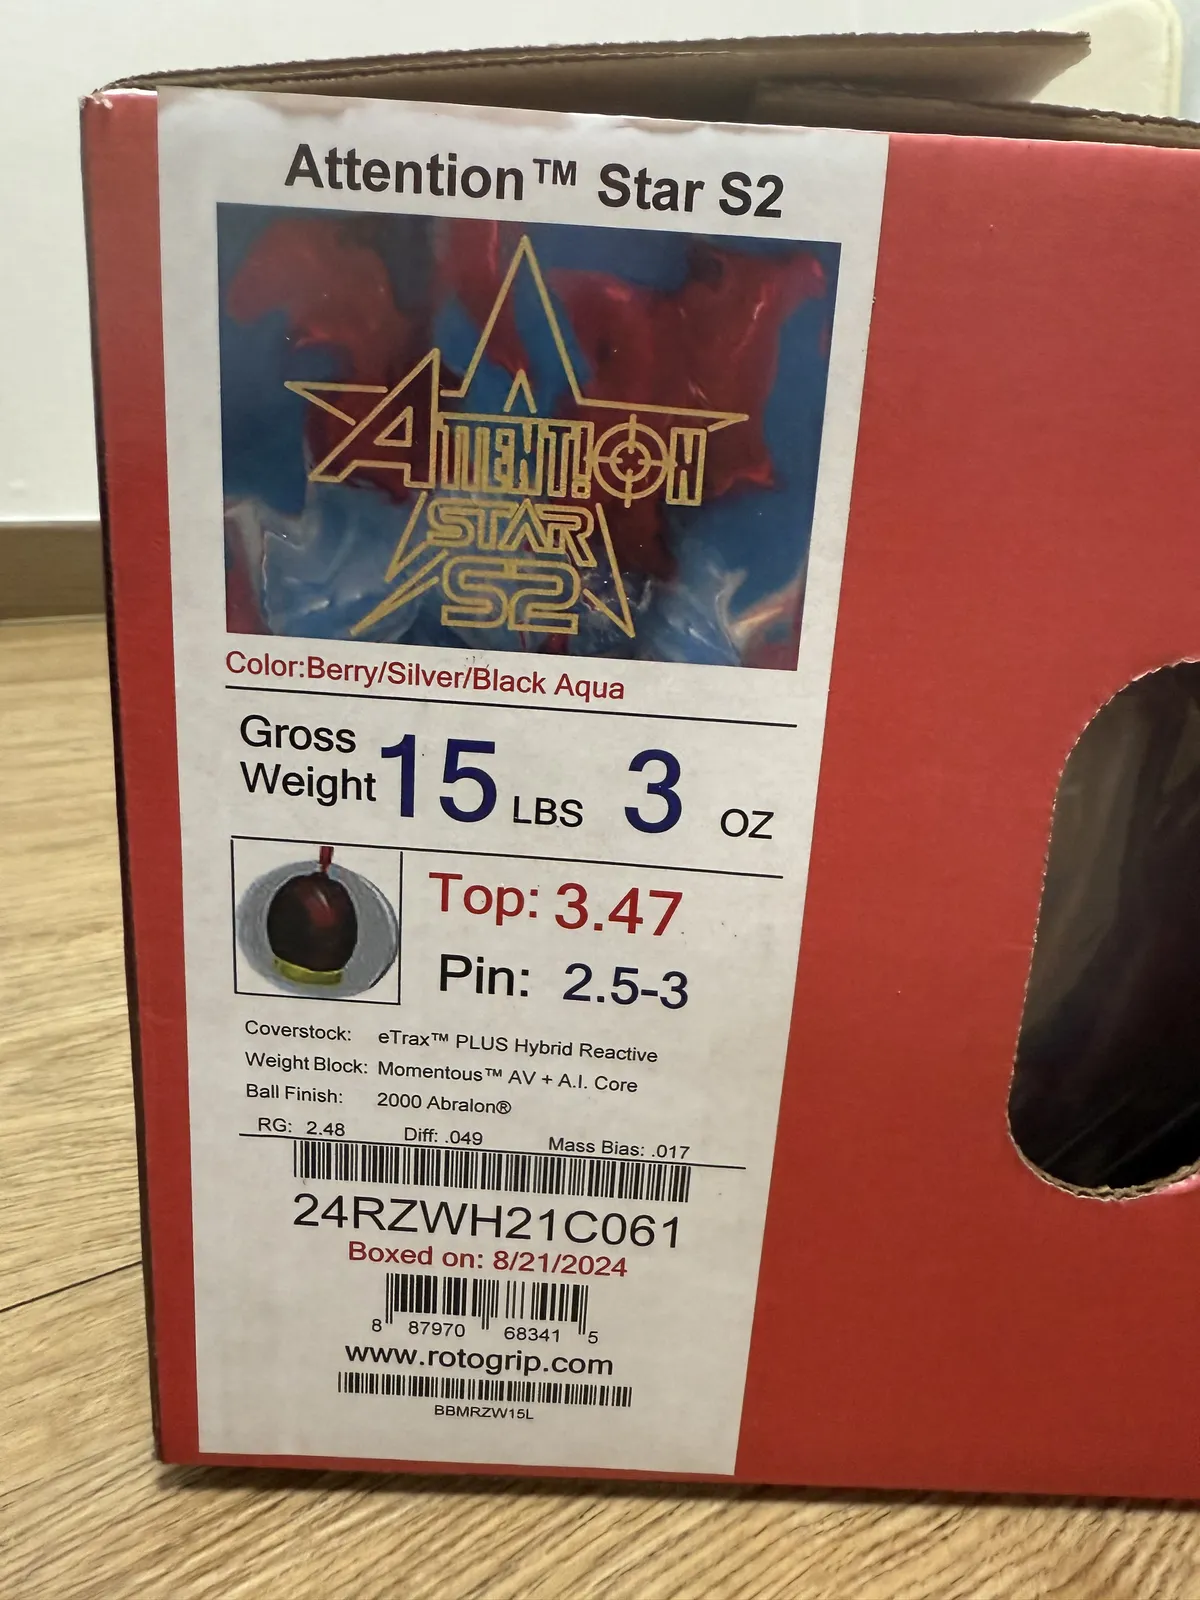 Attention™ Star S2
ATTENT!ON
STAR
S2
Color:Berry/Silver/Black Aqua
Gross Weight 15 LBS 3 OZ
Top: 3.47
Pin: 2.5-3
Coverstock: eTrax™ PLUS Hybrid Reactive
Weight Block: Momentous™ AV + A.I. Core
Ball Finish: 2000 Abralon®
RG: 2.48 Diff: .049 Mass Bias: .017
24RZWH21C061
Boxed on: 8/21/2024
8 87970 68341 5
www.rotogrip.com
BBMRZW15L